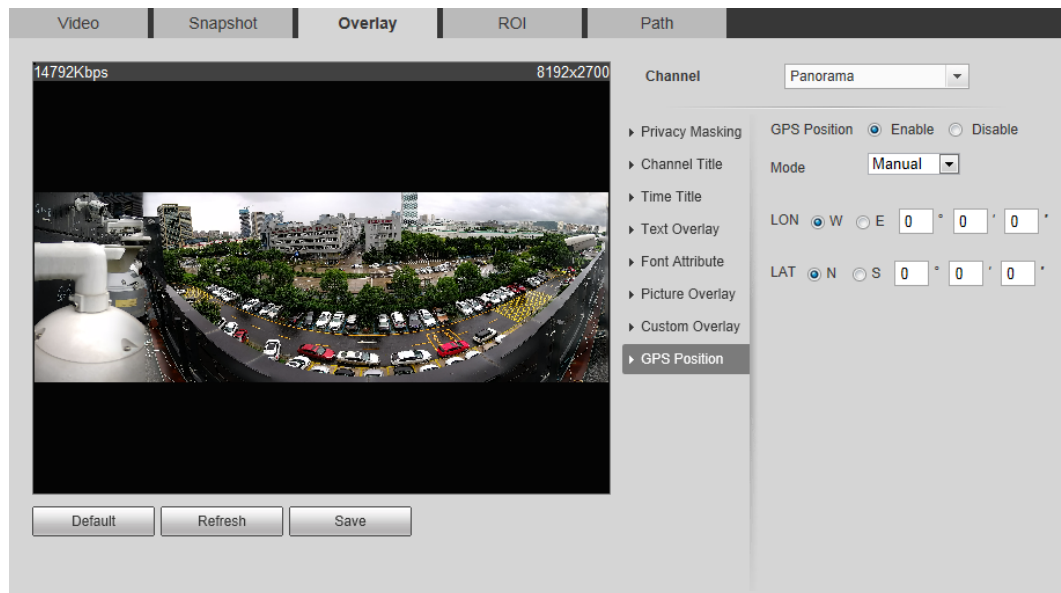 Video Snapshot Overlay ROI Path
14792Kbps 8192x2700
Channel Panorama
Privacy Masking
Channel Title
Time Title
Text Overlay
Font Attribute
Picture Overlay
Custom Overlay
GPS Position
GPS Position Enable Disable
Mode Manual
LON W E 0 ° 0 ′ 0 ″
LAT N S 0 ° 0 ′ 0 ″
Default Refresh Save